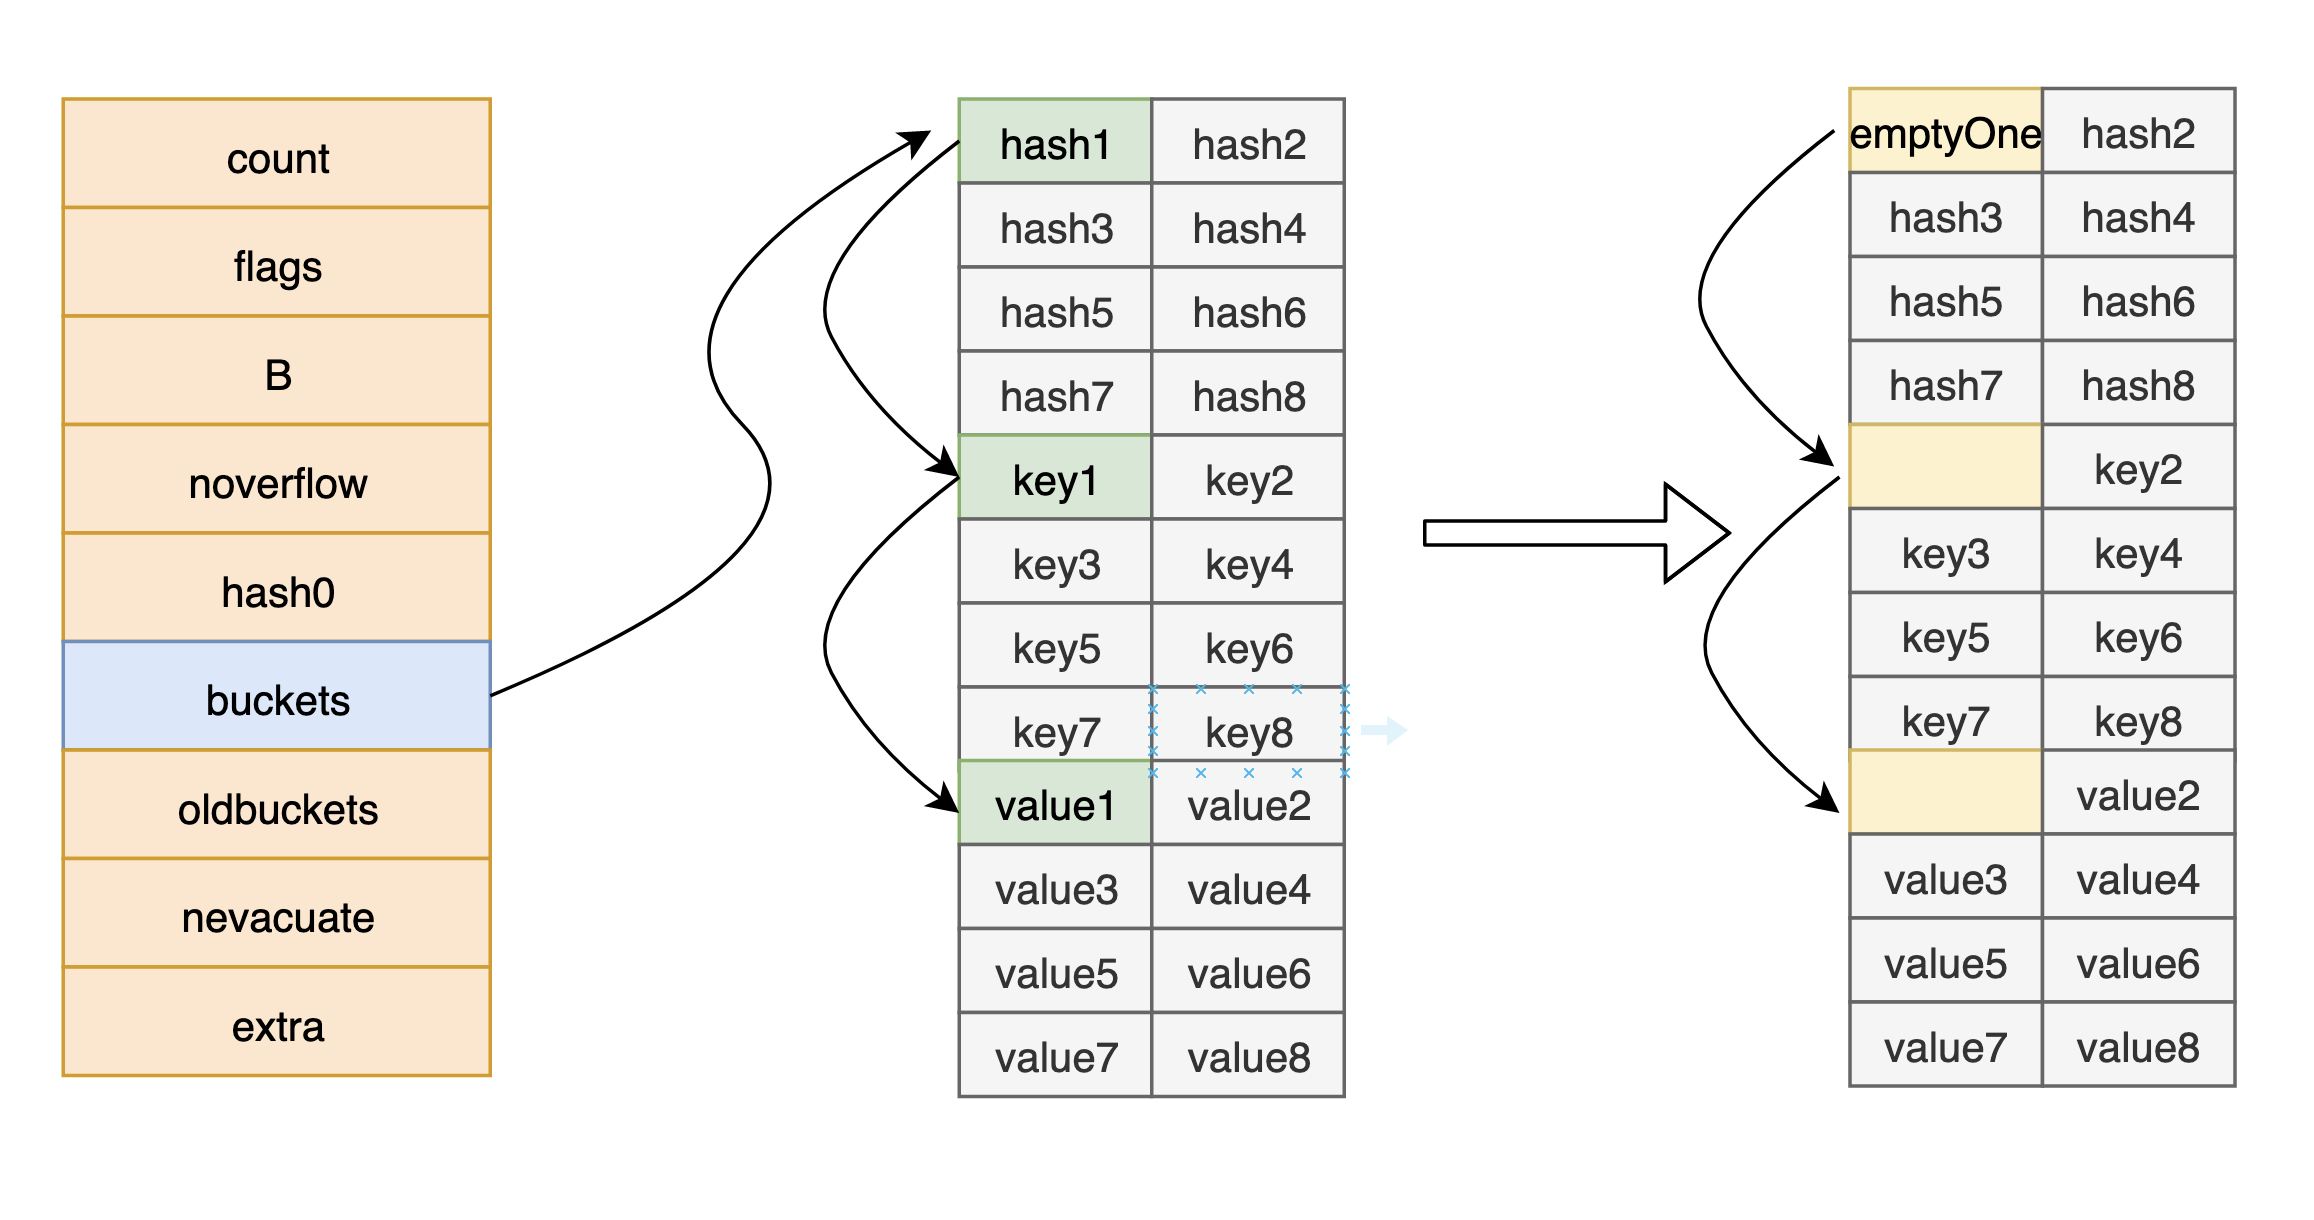 count
flags
B
noverflow
hash0
buckets
oldbuckets
nevacuate
extra
hash1 hash2
hash3 hash4
hash5 hash6
hash7 hash8
key1 key2
key3 key4
key5 key6
key7 key8
value1 value2
value3 value4
value5 value6
value7 value8
emptyOne hash2
hash3 hash4
hash5 hash6
hash7 hash8
key2
key3 key4
key5 key6
key7 key8
value2
value3 value4
value5 value6
value7 value8